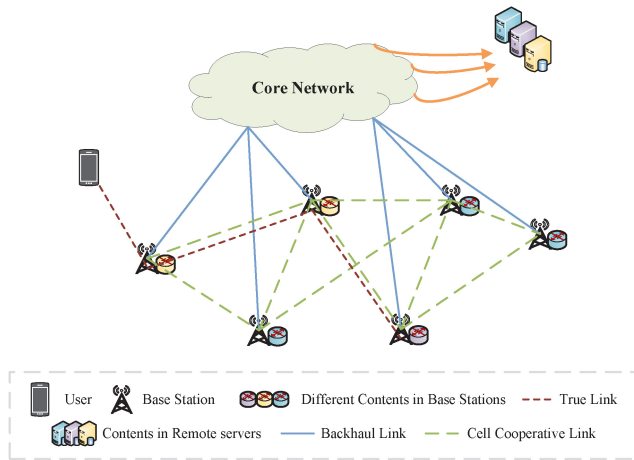 Core Network
User
Base Station
Different Contents in Base Stations
True Link
Contents in Remote servers
Backhaul Link
Cell Cooperative Link